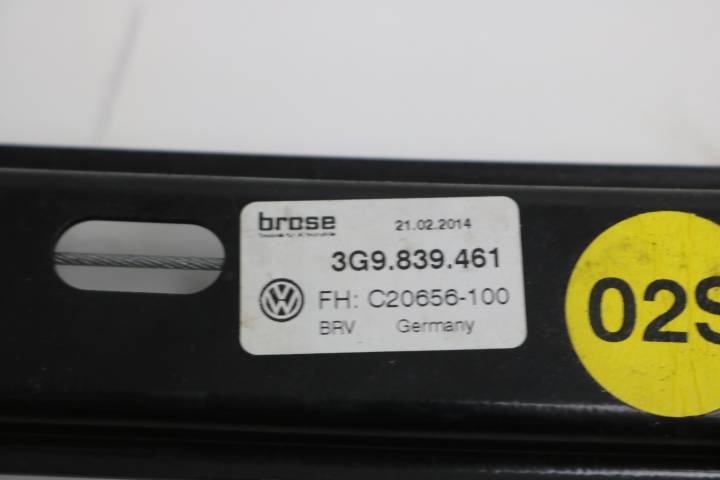 brose 21.02.2014
3G9.839.461
FH: C20656-100
BRV Germany
02S